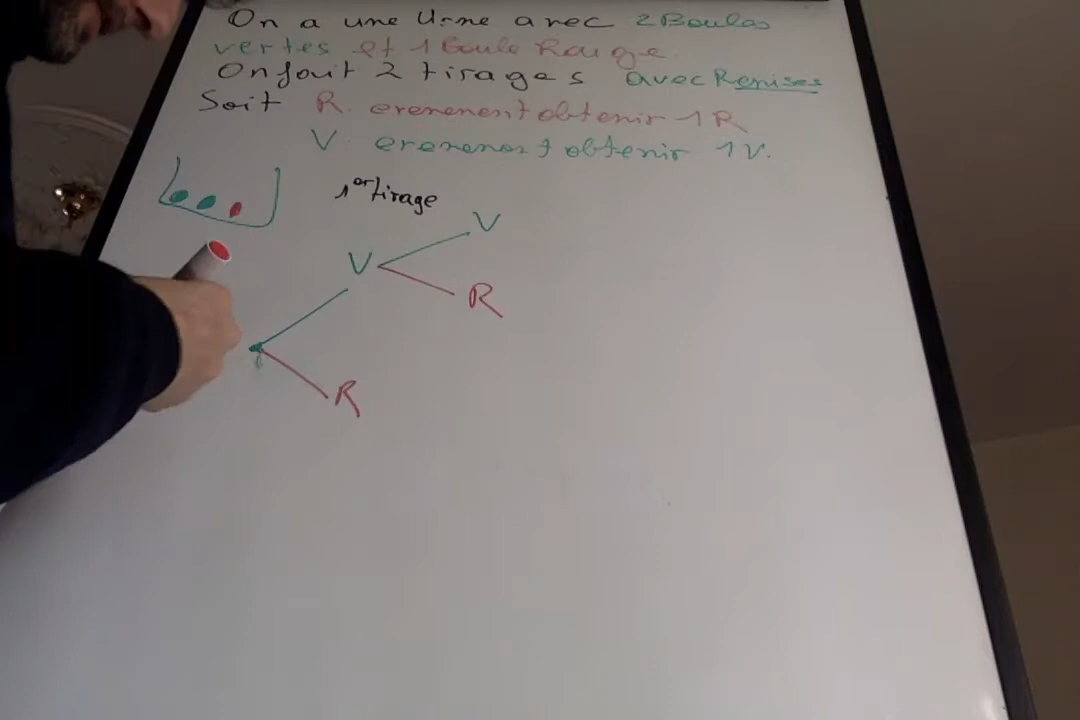 On a une Urne avec 2 Boules
vertes et 1 Boule Rouge.
On fait 2 tirages avec Remises
Soit R. evenement obtenir 1 R
V evenement obtenir 1 V.
1er tirage
V
V
R
R